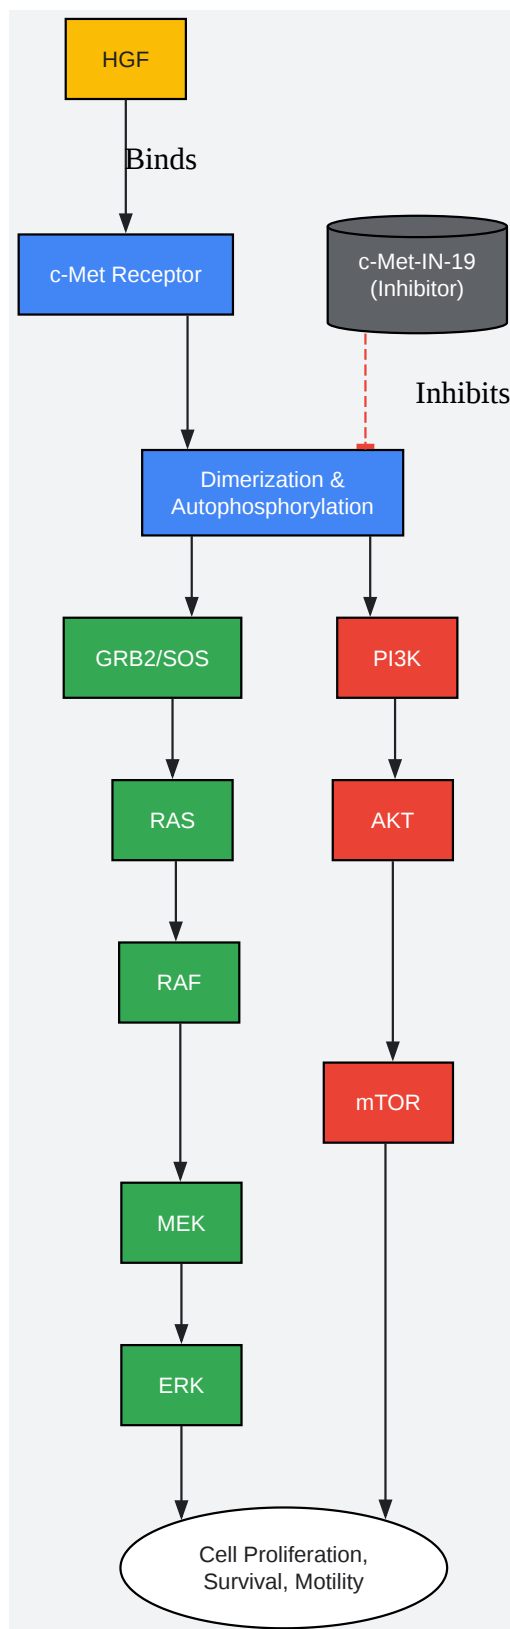 HGF
Binds
c-Met Receptor
c-Met-IN-19
(Inhibitor)
Inhibits
Dimerization &
Autophosphorylation
GRB2/SOS
PI3K
RAS
AKT
RAF
mTOR
MEK
ERK
Cell Proliferation,
Survival, Motility